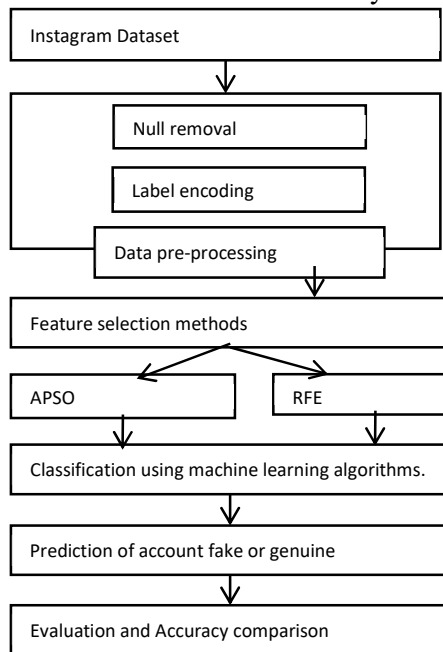 Instagram Dataset
Null removal
Label encoding
Data pre-processing
Feature selection methods
APSO
RFE
Classification using machine learning algorithms.
Prediction of account fake or genuine
Evaluation and Accuracy comparison